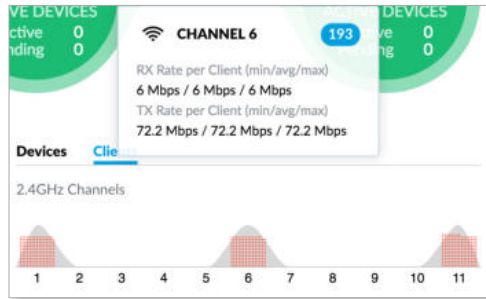 VE DEVICES
ctive 0
nding 0
CHANNEL 6 193
RX Rate per Client (min/avg/max)
6 Mbps / 6 Mbps / 6 Mbps
TX Rate per Client (min/avg/max)
72.2 Mbps / 72.2 Mbps / 72.2 Mbps
DEVICES
ve 0
g 0
Devices Clie
2.4GHz Channels
1 2 3 4 5 6 7 8 9 10 11